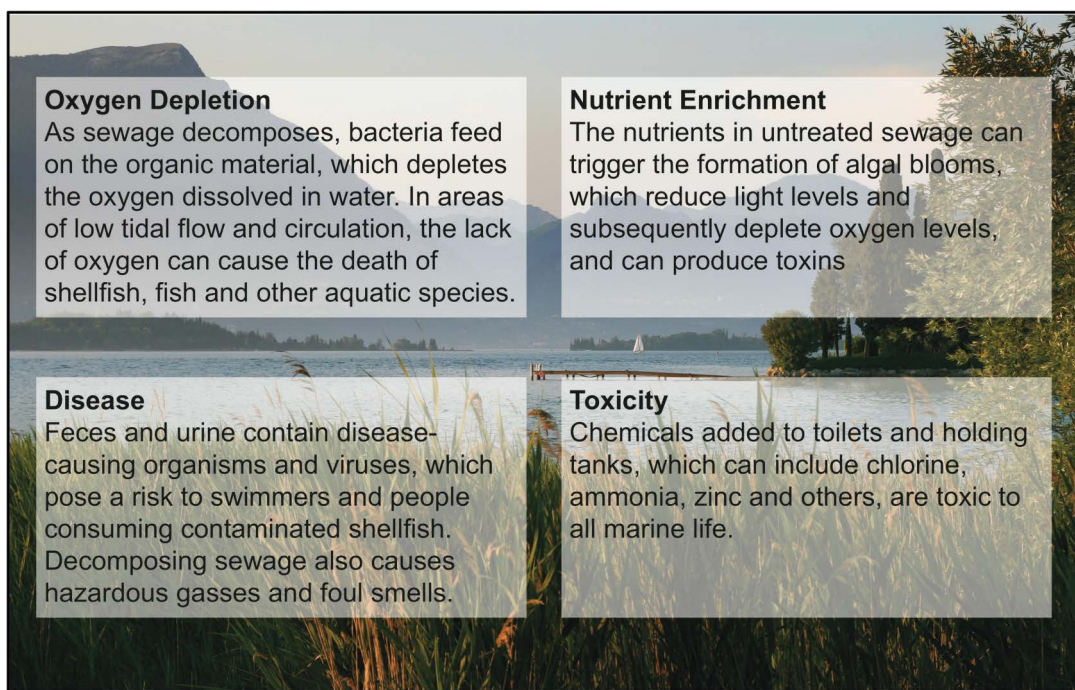 Oxygen Depletion
As sewage decomposes, bacteria feed
on the organic material, which depletes
the oxygen dissolved in water. In areas
of low tidal flow and circulation, the lack
of oxygen can cause the death of
shellfish, fish and other aquatic species.
Nutrient Enrichment
The nutrients in untreated sewage can
trigger the formation of algal blooms,
which reduce light levels and
subsequently deplete oxygen levels,
and can produce toxins
Disease
Feces and urine contain disease-
causing organisms and viruses, which
pose a risk to swimmers and people
consuming contaminated shellfish.
Decomposing sewage also causes
hazardous gasses and foul smells.
Toxicity
Chemicals added to toilets and holding
tanks, which can include chlorine,
ammonia, zinc and others, are toxic to
all marine life.